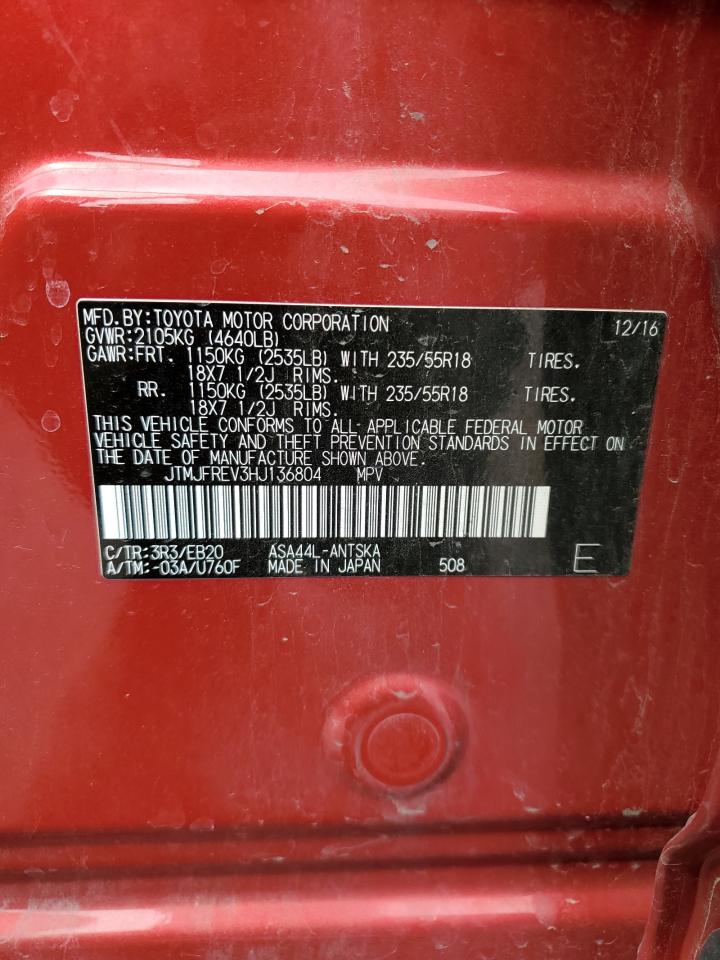 MFD.BY:TOYOTA MOTOR CORPORATION 12/16
GVWR:2105KG (4640LB)
GAWR:FRT. 1150KG (2535LB) WITH 235/55R18 TIRES.
18X7 1/2J RIMS.
RR. 1150KG (2535LB) WITH 235/55R18 TIRES.
18X7 1/2J RIMS.
THIS VEHICLE CONFORMS TO ALL APPLICABLE FEDERAL MOTOR
VEHICLE SAFETY AND THEFT PREVENTION STANDARDS IN EFFECT ON
THE DATE OF MANUFACTURE SHOWN ABOVE.
JTMJFREV3HJ136804 MPV
C/TR:3R3/EB20 ASA44L-ANTSKA
A/TM:-03A/U760F MADE IN JAPAN 508 E